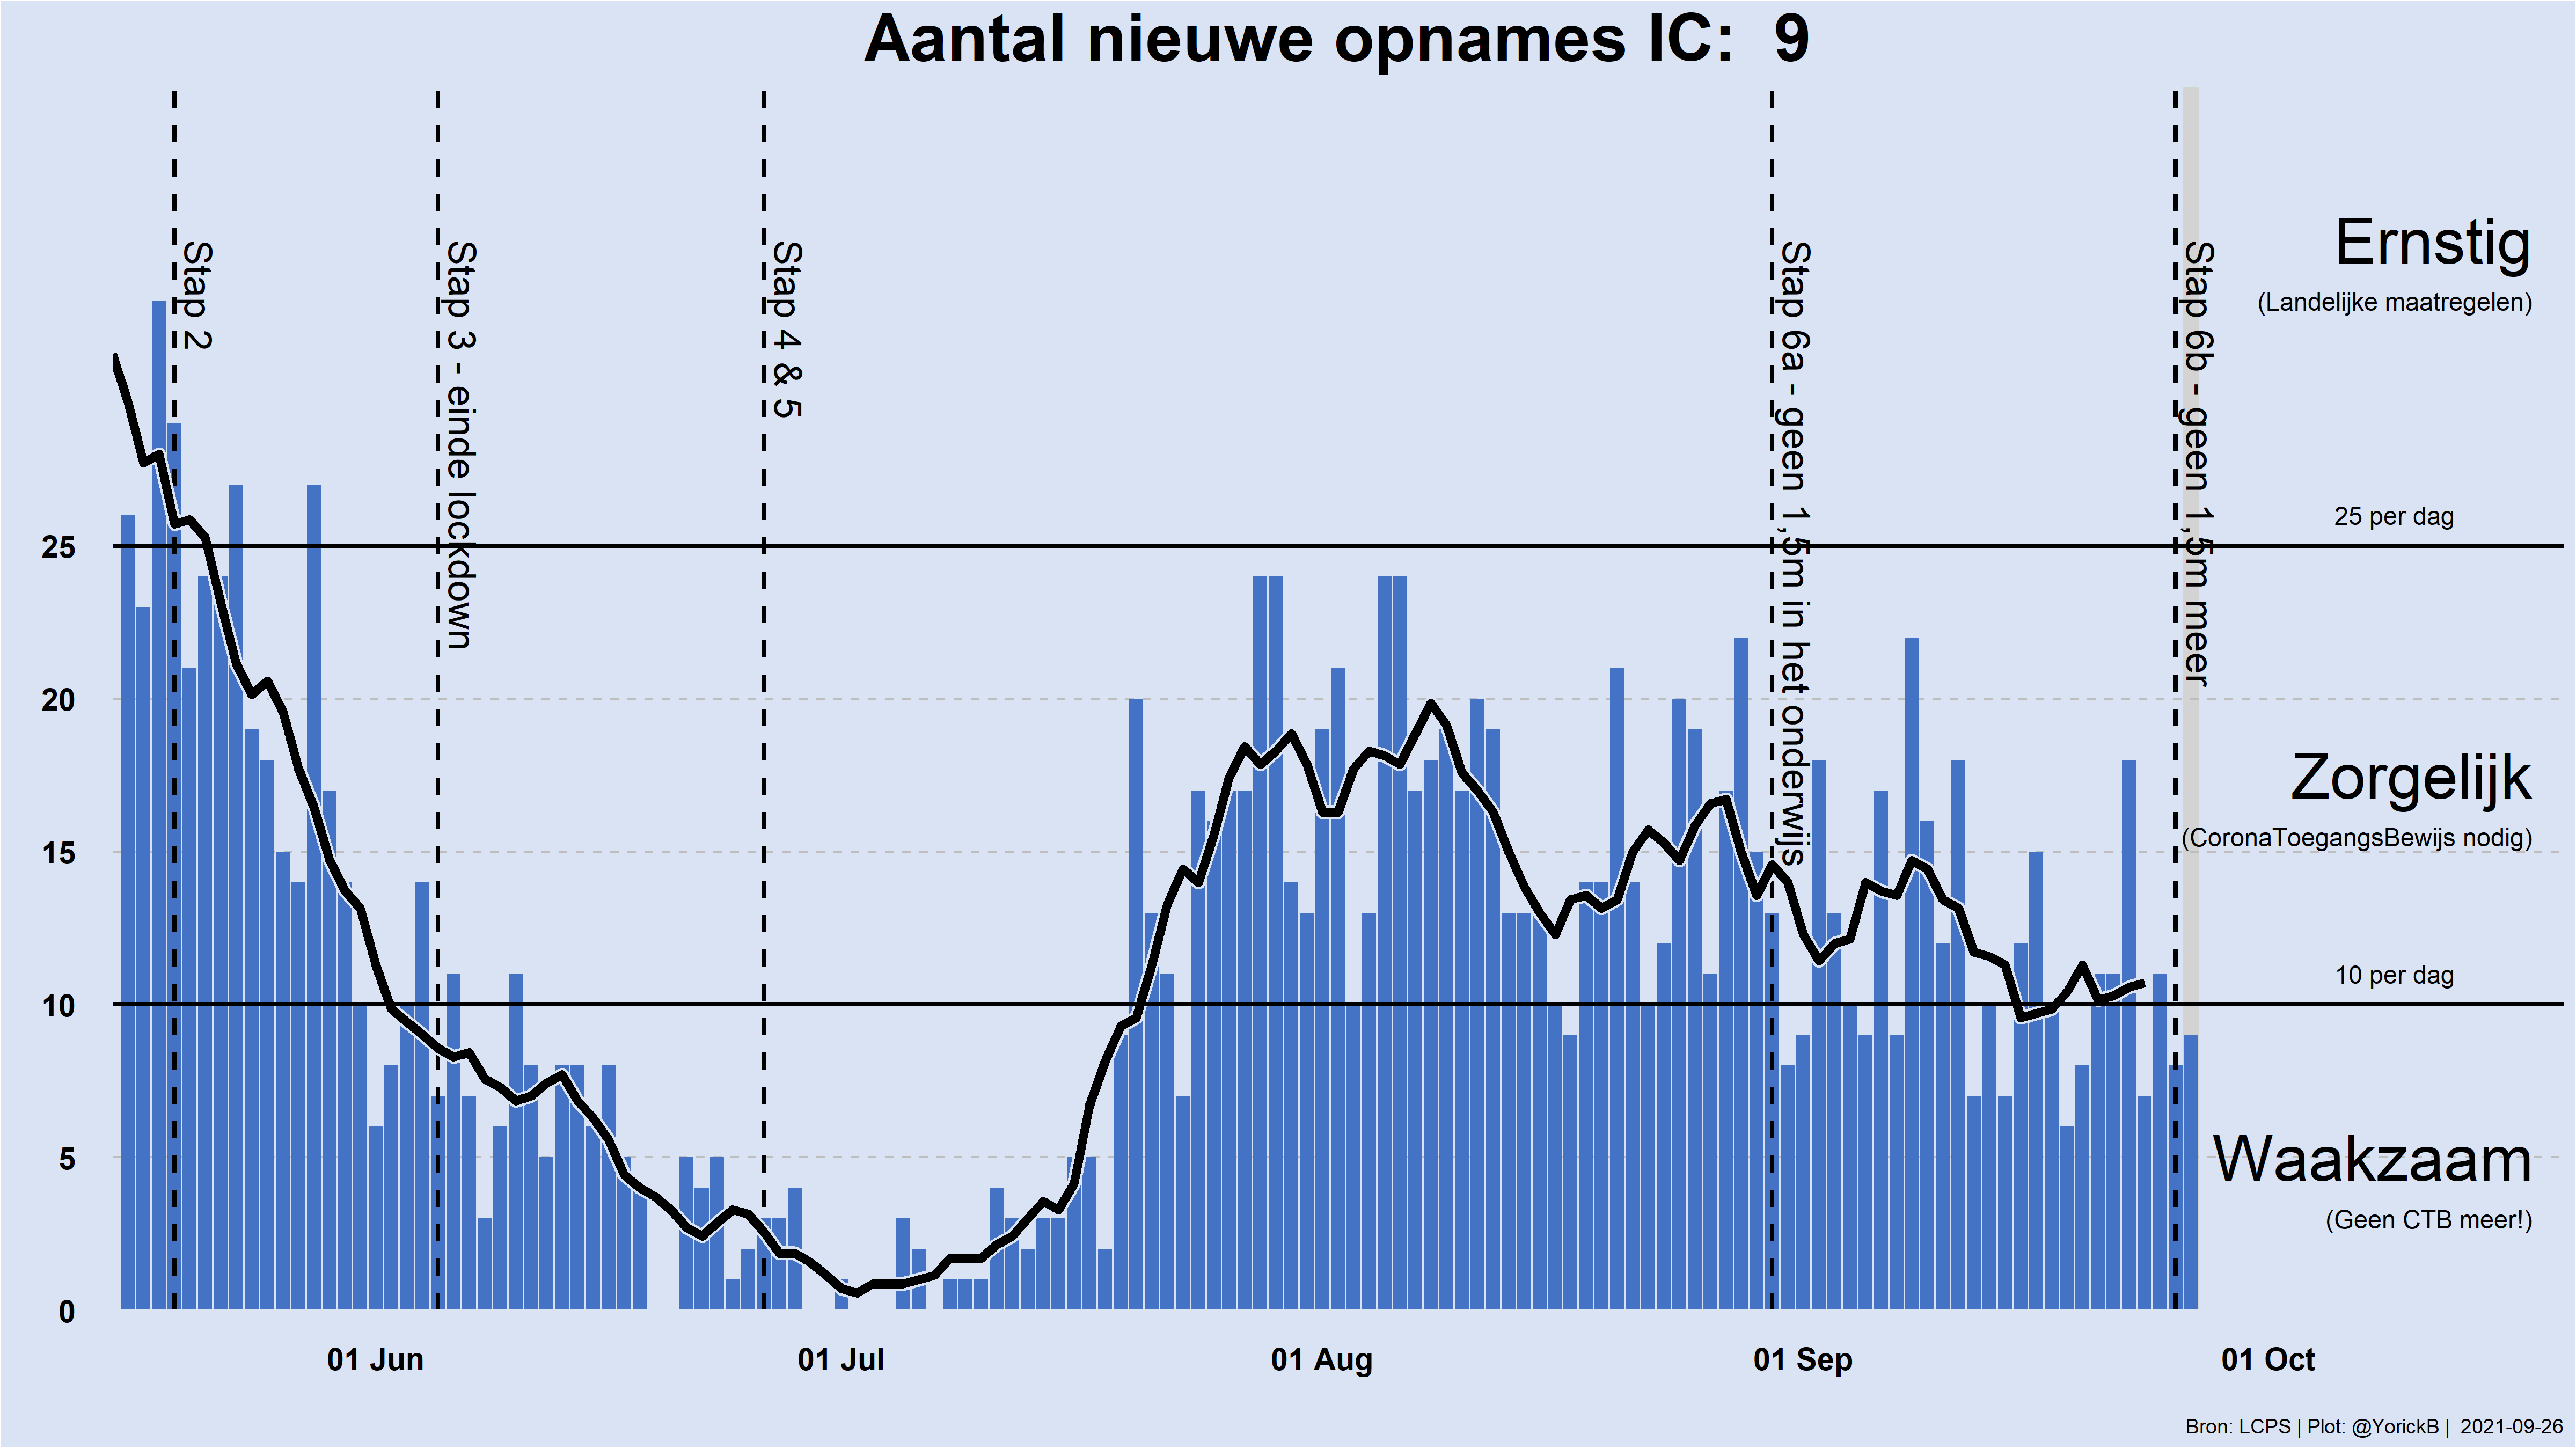 Aantal nieuwe opnames IC:  9
Stap 2
Stap 3 - einde lockdown
Stap 4 & 5
Stap 6a - geen 1,5m in het onderwijs
Stap 6b - geen 1,5m meer
Ernstig
(Landelijke maatregelen)
25 per dag
25
20
Zorgelijk
(CoronaToegangsBewijs nodig)
15
10 per dag
10
Waakzaam
5
(Geen CTB meer!)
0
01 Jun
01 Jul
01 Aug
01 Sep
01 Oct
Bron: LCPS | Plot: @YorickB |  2021-09-26